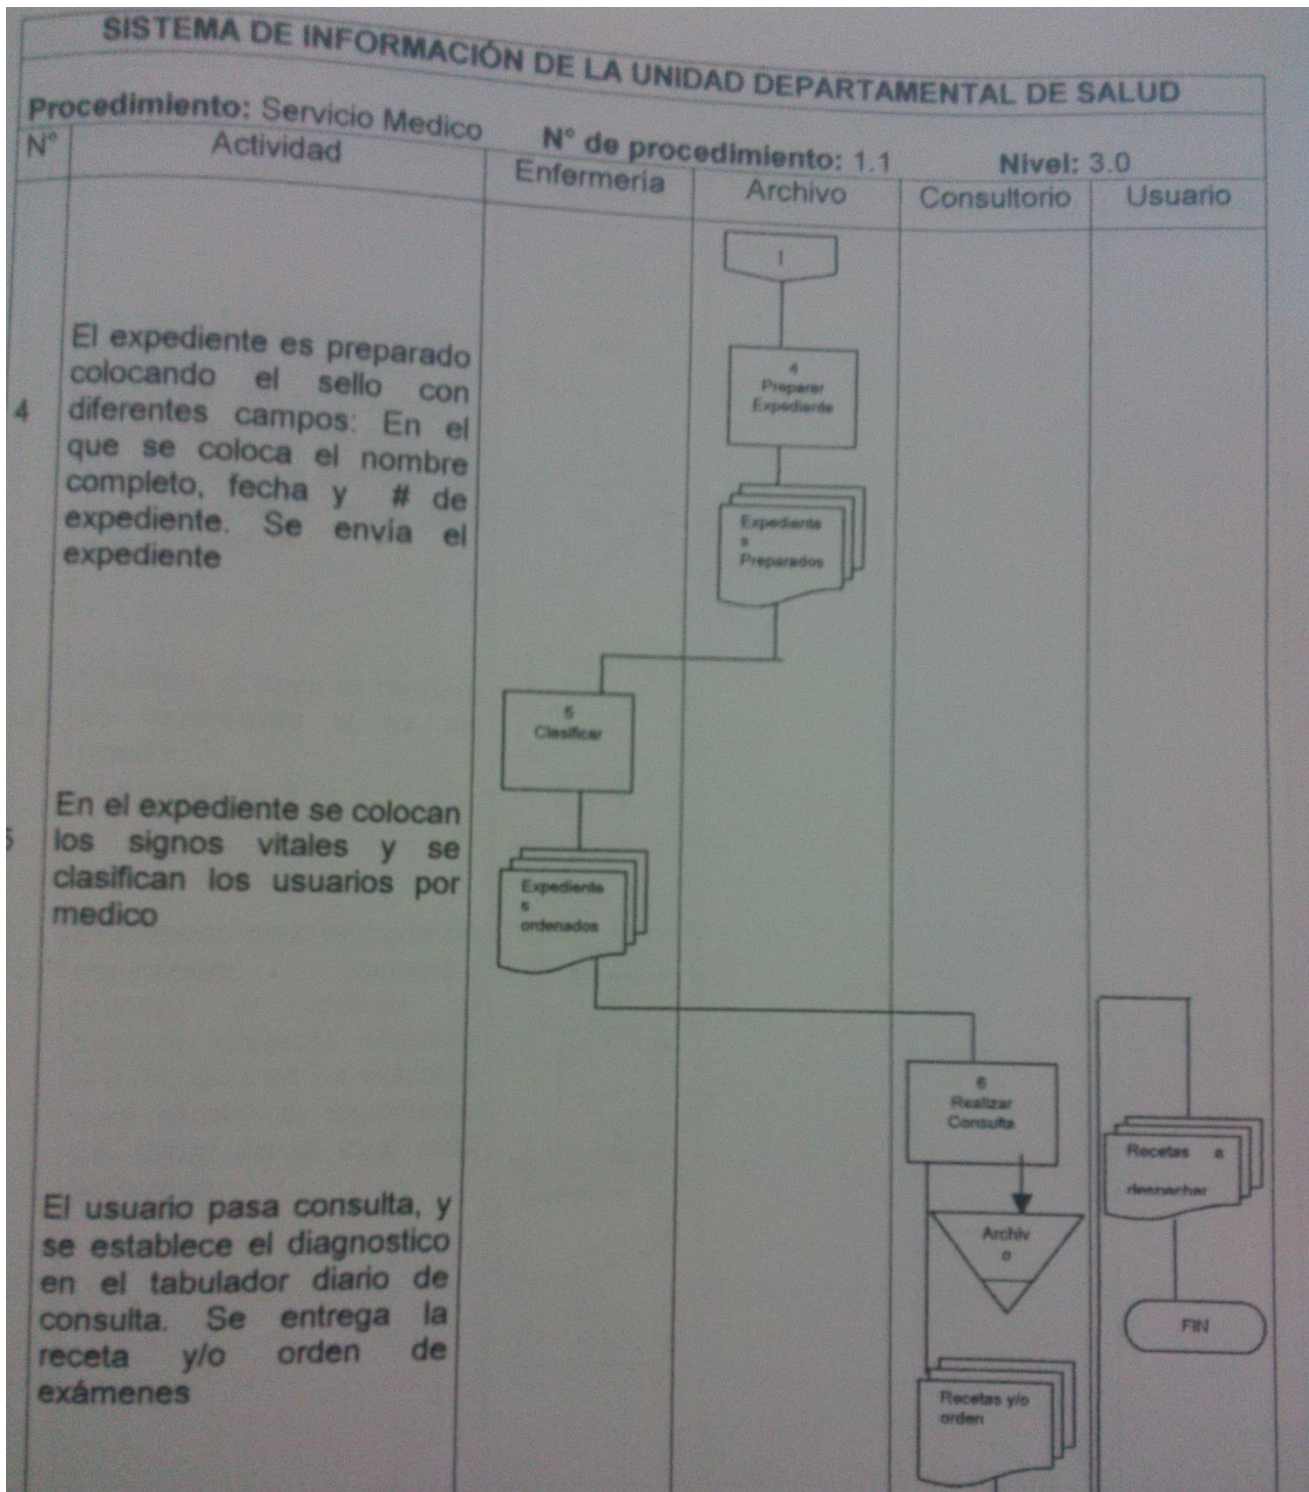 SISTEMA DE INFORMACIÓN DE LA UNIDAD DEPARTAMENTAL DE SALUD
Procedimiento: Servicio Medico N° de procedimiento: 1.1 Nivel: 3.0
N° Actividad Enfermería Archivo Consultorio Usuario
I
4
Preparar
Expediente
4
El expediente es preparado
colocando el sello con
diferentes campos: En el
que se coloca el nombre
completo, fecha y # de
expediente. Se envía el
expediente
Expediente
s
Preparados
5
Clasificar
5
En el expediente se colocan
los signos vitales y se
clasifican los usuarios por
medico
Expediente
s
ordenados
6
Realizar
Consulta
Recetas a
despachar
Archiv
o
FIN
El usuario pasa consulta, y
se establece el diagnostico
en el tabulador diario de
consulta. Se entrega la
receta y/o orden de
exámenes
Recetas y/o
orden